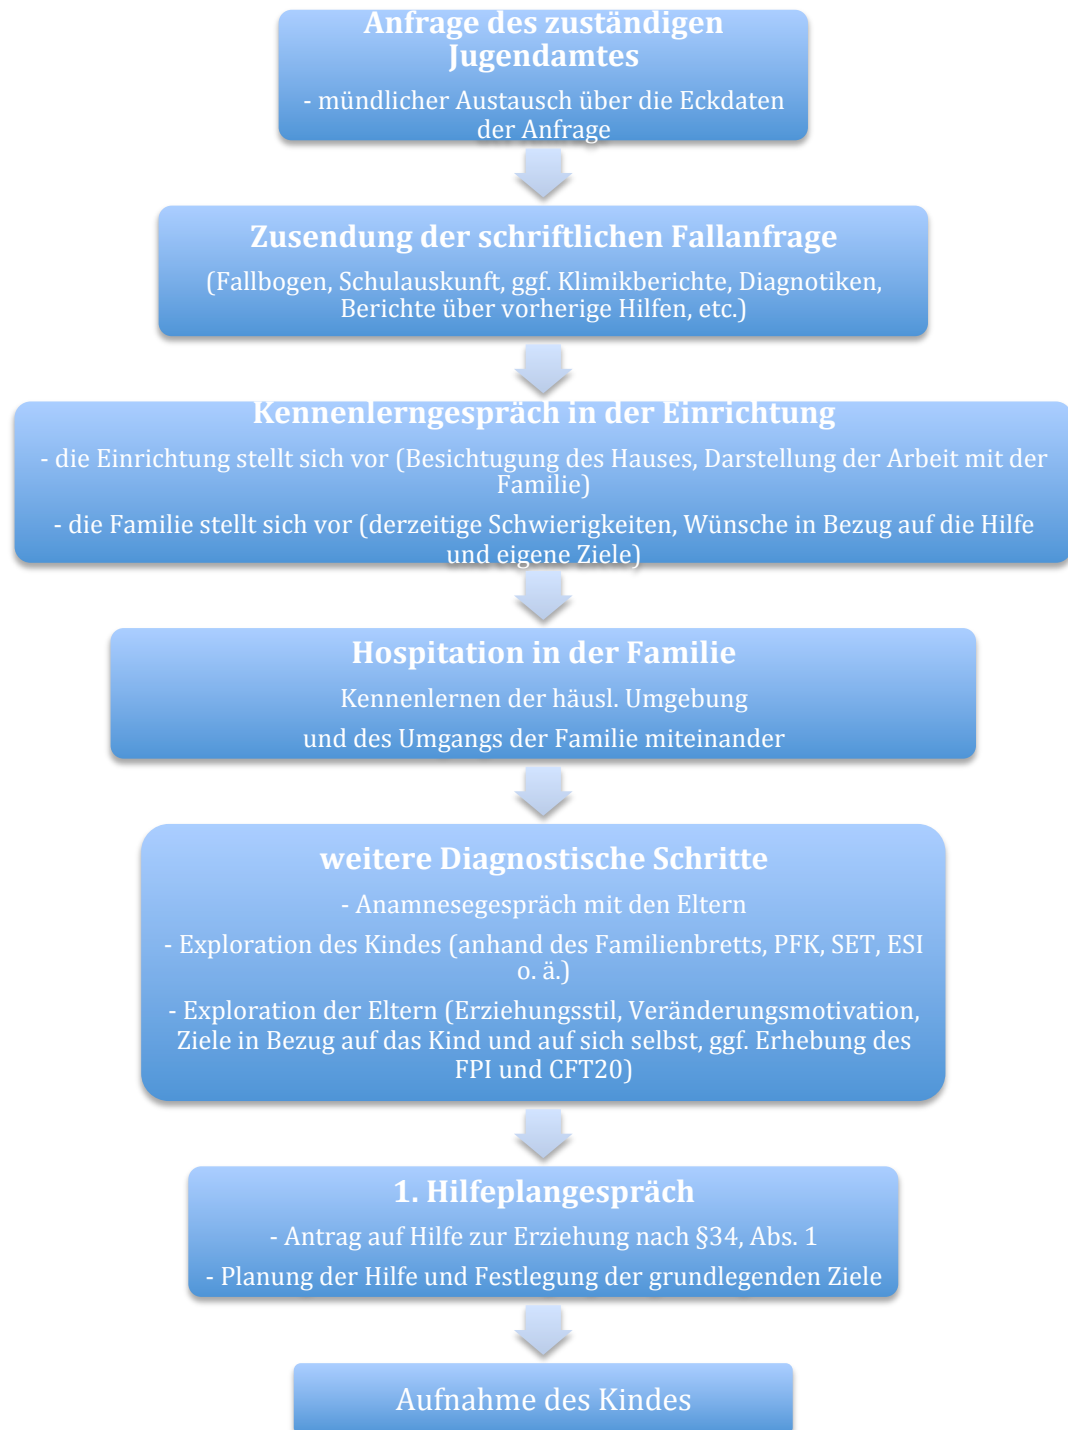 Anfrage des zuständigen
Jugendamtes
- mündlicher Austausch über die Eckdaten
der Anfrage
Zusendung der schriftlichen Fallanfrage
(Fallbogen, Schulauskunft, ggf. Klimikberichte, Diagnotiken,
Berichte über vorherige Hilfen, etc.)
Kennenlerngespräch in der Einrichtung
- die Einrichtung stellt sich vor (Besichtugung des Hauses, Darstellung der Arbeit mit der
Familie)
- die Familie stellt sich vor (derzeitige Schwierigkeiten, Wünsche in Bezug auf die Hilfe
und eigene Ziele)
Hospitation in der Familie
Kennenlernen der häusl. Umgebung
und des Umgangs der Familie miteinander
weitere Diagnostische Schritte
- Anamnesegespräch mit den Eltern
- Exploration des Kindes (anhand des Familienbretts, PFK, SET, ESI
o. ä.)
- Exploration der Eltern (Erziehungsstil, Veränderungsmotivation,
Ziele in Bezug auf das Kind und auf sich selbst, ggf. Erhebung des
FPI und CFT20)
1. Hilfeplangespräch
- Antrag auf Hilfe zur Erziehung nach §34, Abs. 1
- Planung der Hilfe und Festlegung der grundlegenden Ziele
Aufnahme des Kindes